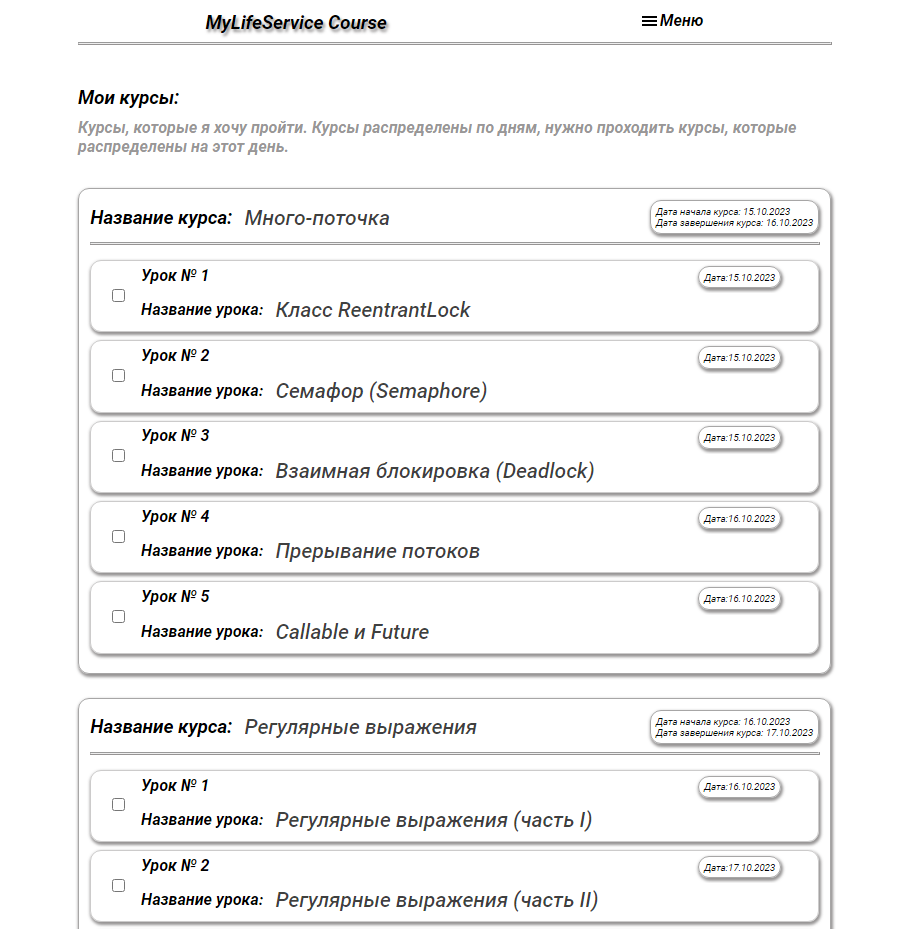 MyLifeService Course
Меню
Мои курсы:
Курсы, которые я хочу пройти. Курсы распределены по дням, нужно проходить курсы, которые
распределены на этот день.
Название курса: Много-поточка
Дата начала курса: 15.10.2023
Дата завершения курса: 16.10.2023
Урок № 1
Дата:15.10.2023
Название урока: Класс ReentrantLock
Урок № 2
Дата:15.10.2023
Название урока: Семафор (Semaphore)
Урок № 3
Дата:15.10.2023
Название урока: Взаимная блокировка (Deadlock)
Урок № 4
Дата:16.10.2023
Название урока: Прерывание потоков
Урок № 5
Дата:16.10.2023
Название урока: Callable и Future
Название курса: Регулярные выражения
Дата начала курса: 16.10.2023
Дата завершения курса: 17.10.2023
Урок № 1
Дата:16.10.2023
Название урока: Регулярные выражения (часть I)
Урок № 2
Дата:17.10.2023
Название урока: Регулярные выражения (часть II)